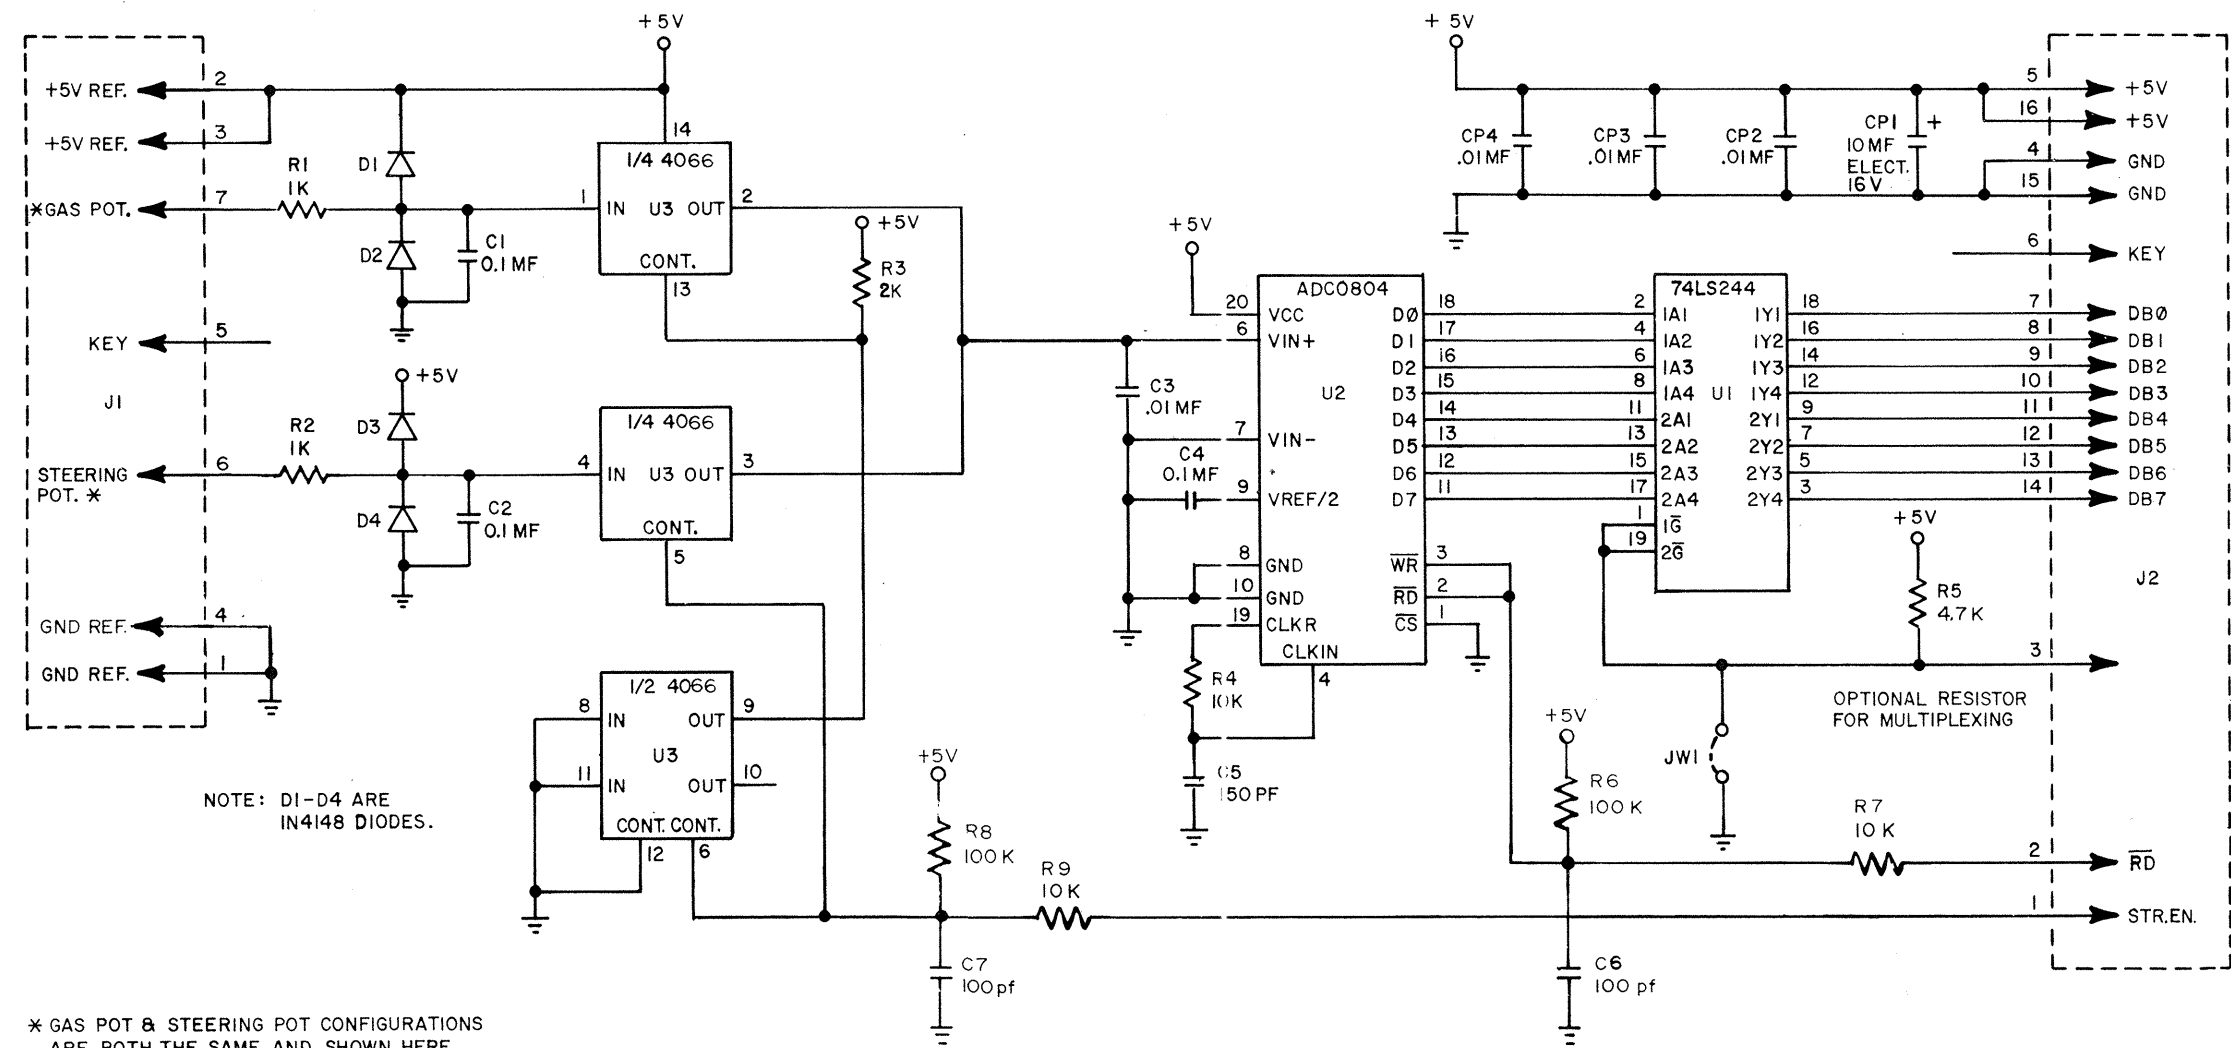 +5V REF.
2
+5V REF.
3
*GAS POT.
7
KEY
5
J1
STEERING
POT. *
6
GND REF.
4
GND REF.
1
R1
1K
D1
D2
C1
0.1MF
+5V
14
1/4 4066
1
IN
U3
OUT
2
CONT.
13
+5V
R3
2K
+5V
R2
1K
D3
D4
C2
0.1MF
1/4 4066
4
IN
U3
OUT
3
CONT.
5
1/2 4066
8
IN
OUT
9
U3
11
IN
OUT
10
CONT. CONT.
12
6
NOTE: D1-D4 ARE
IN4148 DIODES.
+5V
R8
100K
R9
10K
C7
100pf
+5V
C3
.01MF
C4
0.1MF
ADC0804
U2
20
VCC
6
VIN+
7
VIN-
9
VREF/2
8
GND
10
GND
19
CLKR
CLKIN
4
DØ
18
D1
17
D2
16
D3
15
D4
14
D5
13
D6
12
D7
11
WR
3
RD
2
CS
1
R4
10K
C5
150PF
+5V
CP4
.01MF
CP3
.01MF
CP2
.01MF
CP1
+
10MF
ELECT.
16V
74LS244
U1
2
1A1
1Y1
18
4
1A2
1Y2
16
6
1A3
1Y3
14
8
1A4
1Y4
12
11
2A1
2Y1
9
13
2A2
2Y2
7
15
2A3
2Y3
5
17
2A4
2Y4
3
1
1G
19
2G
+5V
R5
4.7K
OPTIONAL RESISTOR
FOR MULTIPLEXING
JW1
+5V
R6
100K
R7
10K
C6
100pf
5
+5V
16
+5V
4
GND
15
GND
6
KEY
7
DBØ
8
DB1
9
DB2
10
DB3
11
DB4
12
DB5
13
DB6
14
DB7
J2
3
2
RD
1
STR.EN.
* GAS POT & STEERING POT CONFIGURATIONS
ARE BOTH THE SAME AND SHOWN HERE